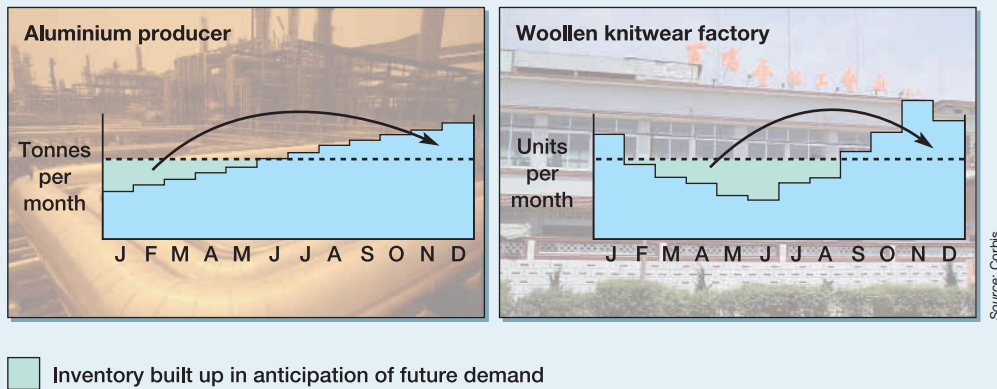 Aluminium producer
Tonnes
per
month
J F M A M J J A S O N D
Woollen knitwear factory
Units
per
month
J F M A M J J A S O N D
Source: Corbis
Inventory built up in anticipation of future demand